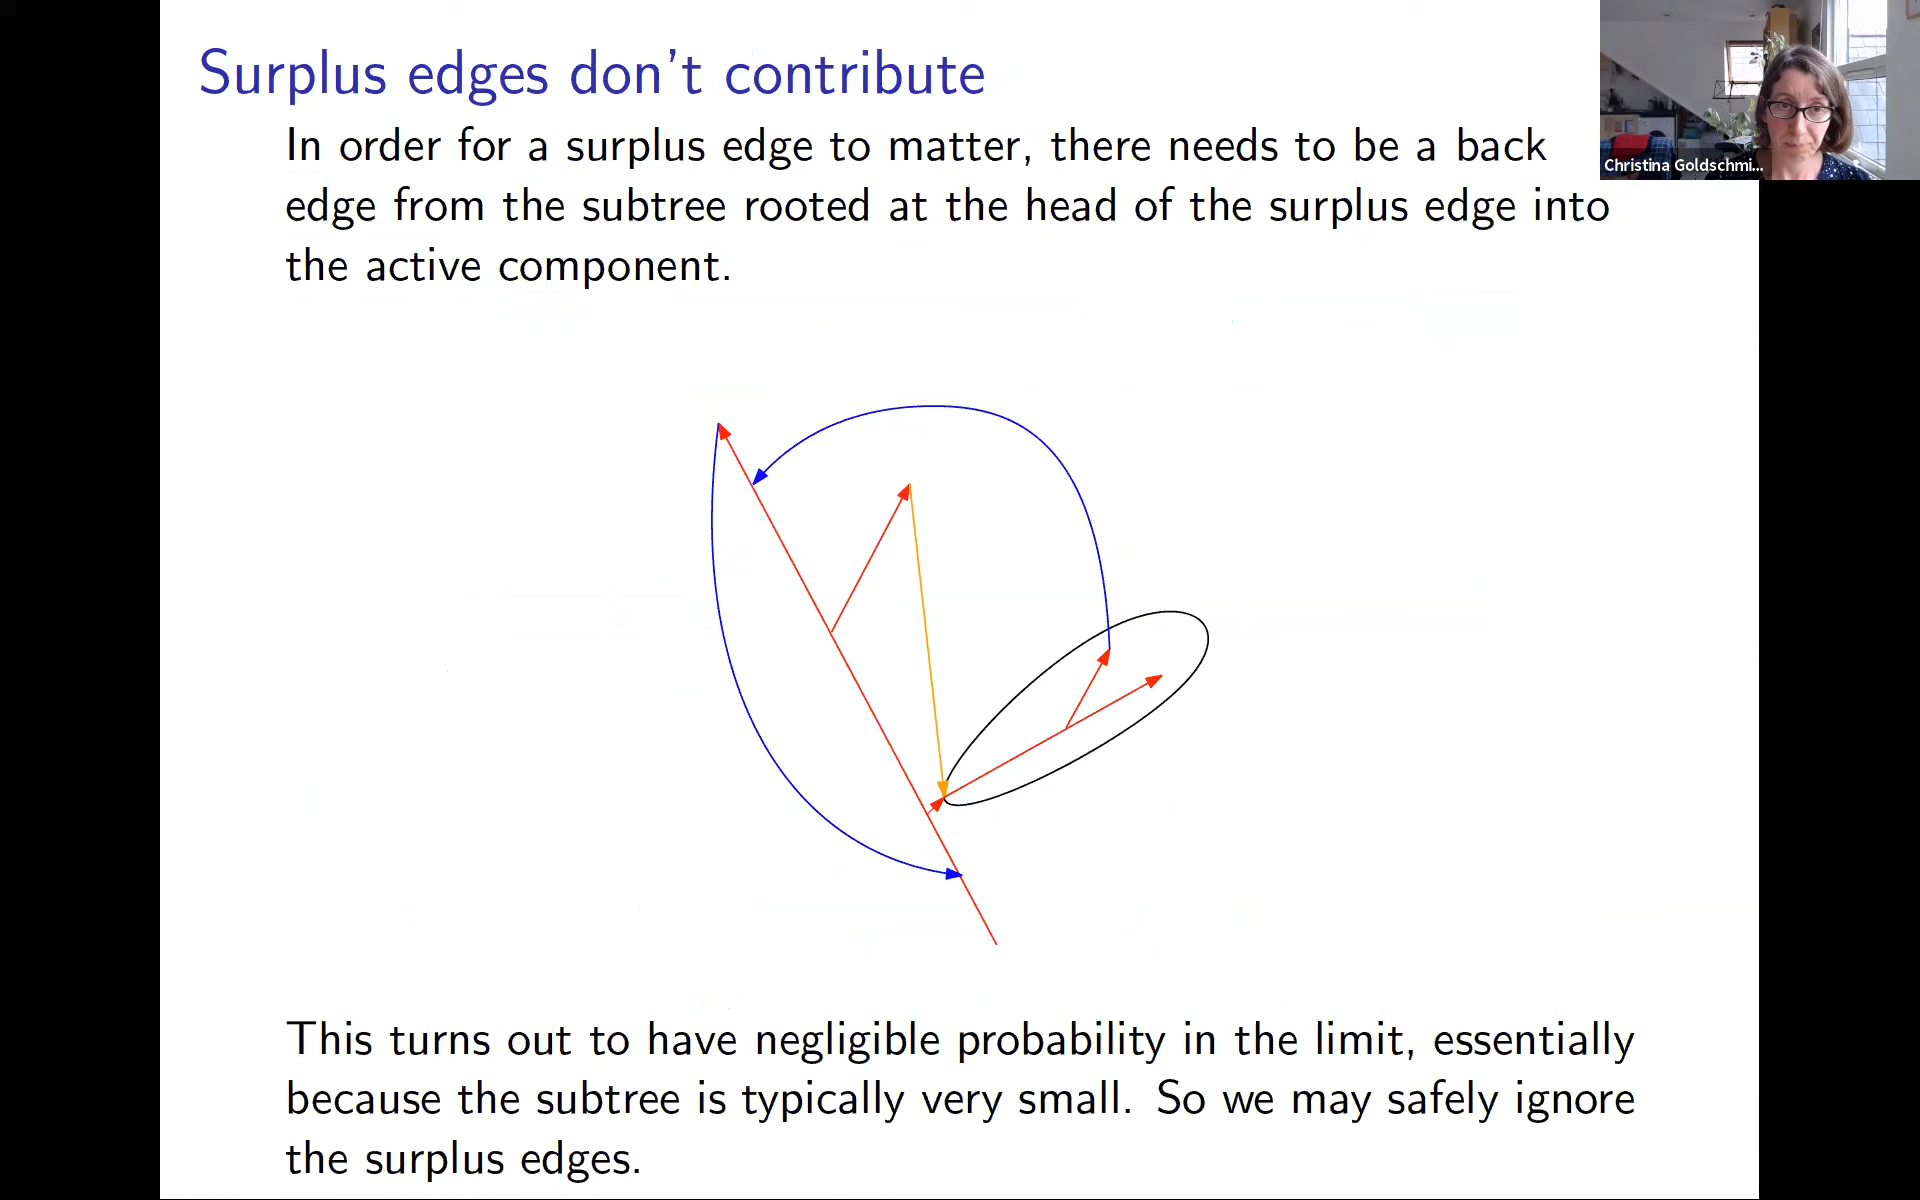 Surplus edges don't contribute
In order for a surplus edge to matter, there needs to be a back
edge from the subtree rooted at the head of the surplus edge into
the active component.
Christina Goldschmi...
This turns out to have negligible probability in the limit, essentially
because the subtree is typically very small. So we may safely ignore
the surplus edges.